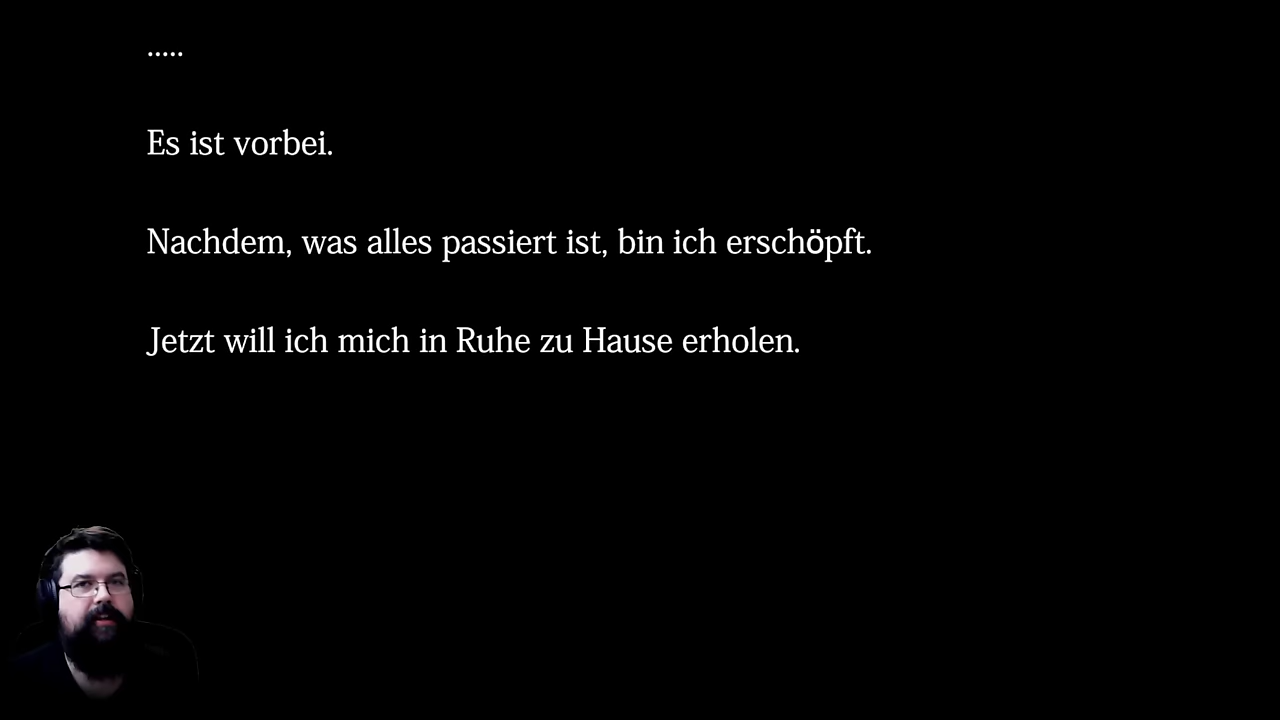 .....
Es ist vorbei.
Nachdem, was alles passiert ist, bin ich erschöpft.
Jetzt will ich mich in Ruhe zu Hause erholen.